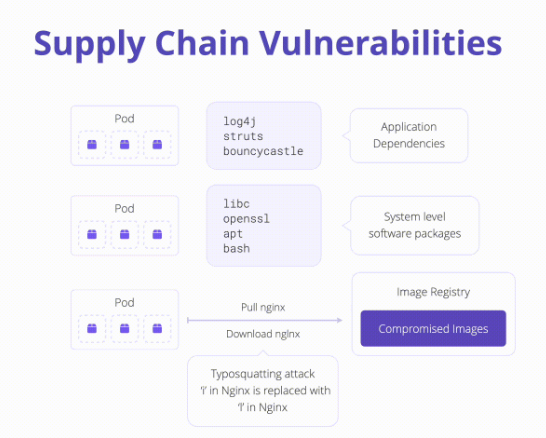 Supply Chain Vulnerabilities
Pod
log4j
struts
bouncycastle
Application
Dependencies
Pod
libc
openssl
apt
bash
System level
software packages
Pod
Pull nginx
Download nglnx
Image Registry
Compromised Images
Typosquatting attack
'i' in Nginx is replaced with
'l' in Nginx